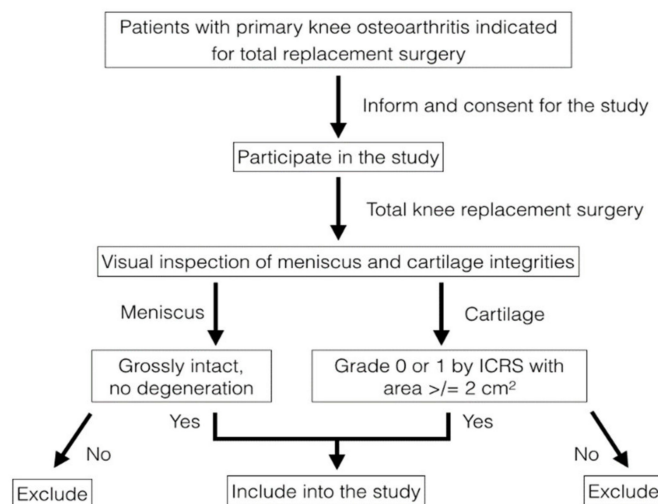 Patients with primary knee osteoarthritis indicated
for total replacement surgery
Inform and consent for the study
Participate in the study
Total knee replacement surgery
Visual inspection of meniscus and cartilage integrities
Meniscus
Cartilage
Grossly intact,
no degeneration
Grade 0 or 1 by ICRS with
area >/= 2 cm²
No
Yes
Yes
No
Exclude
Include into the study
Exclude